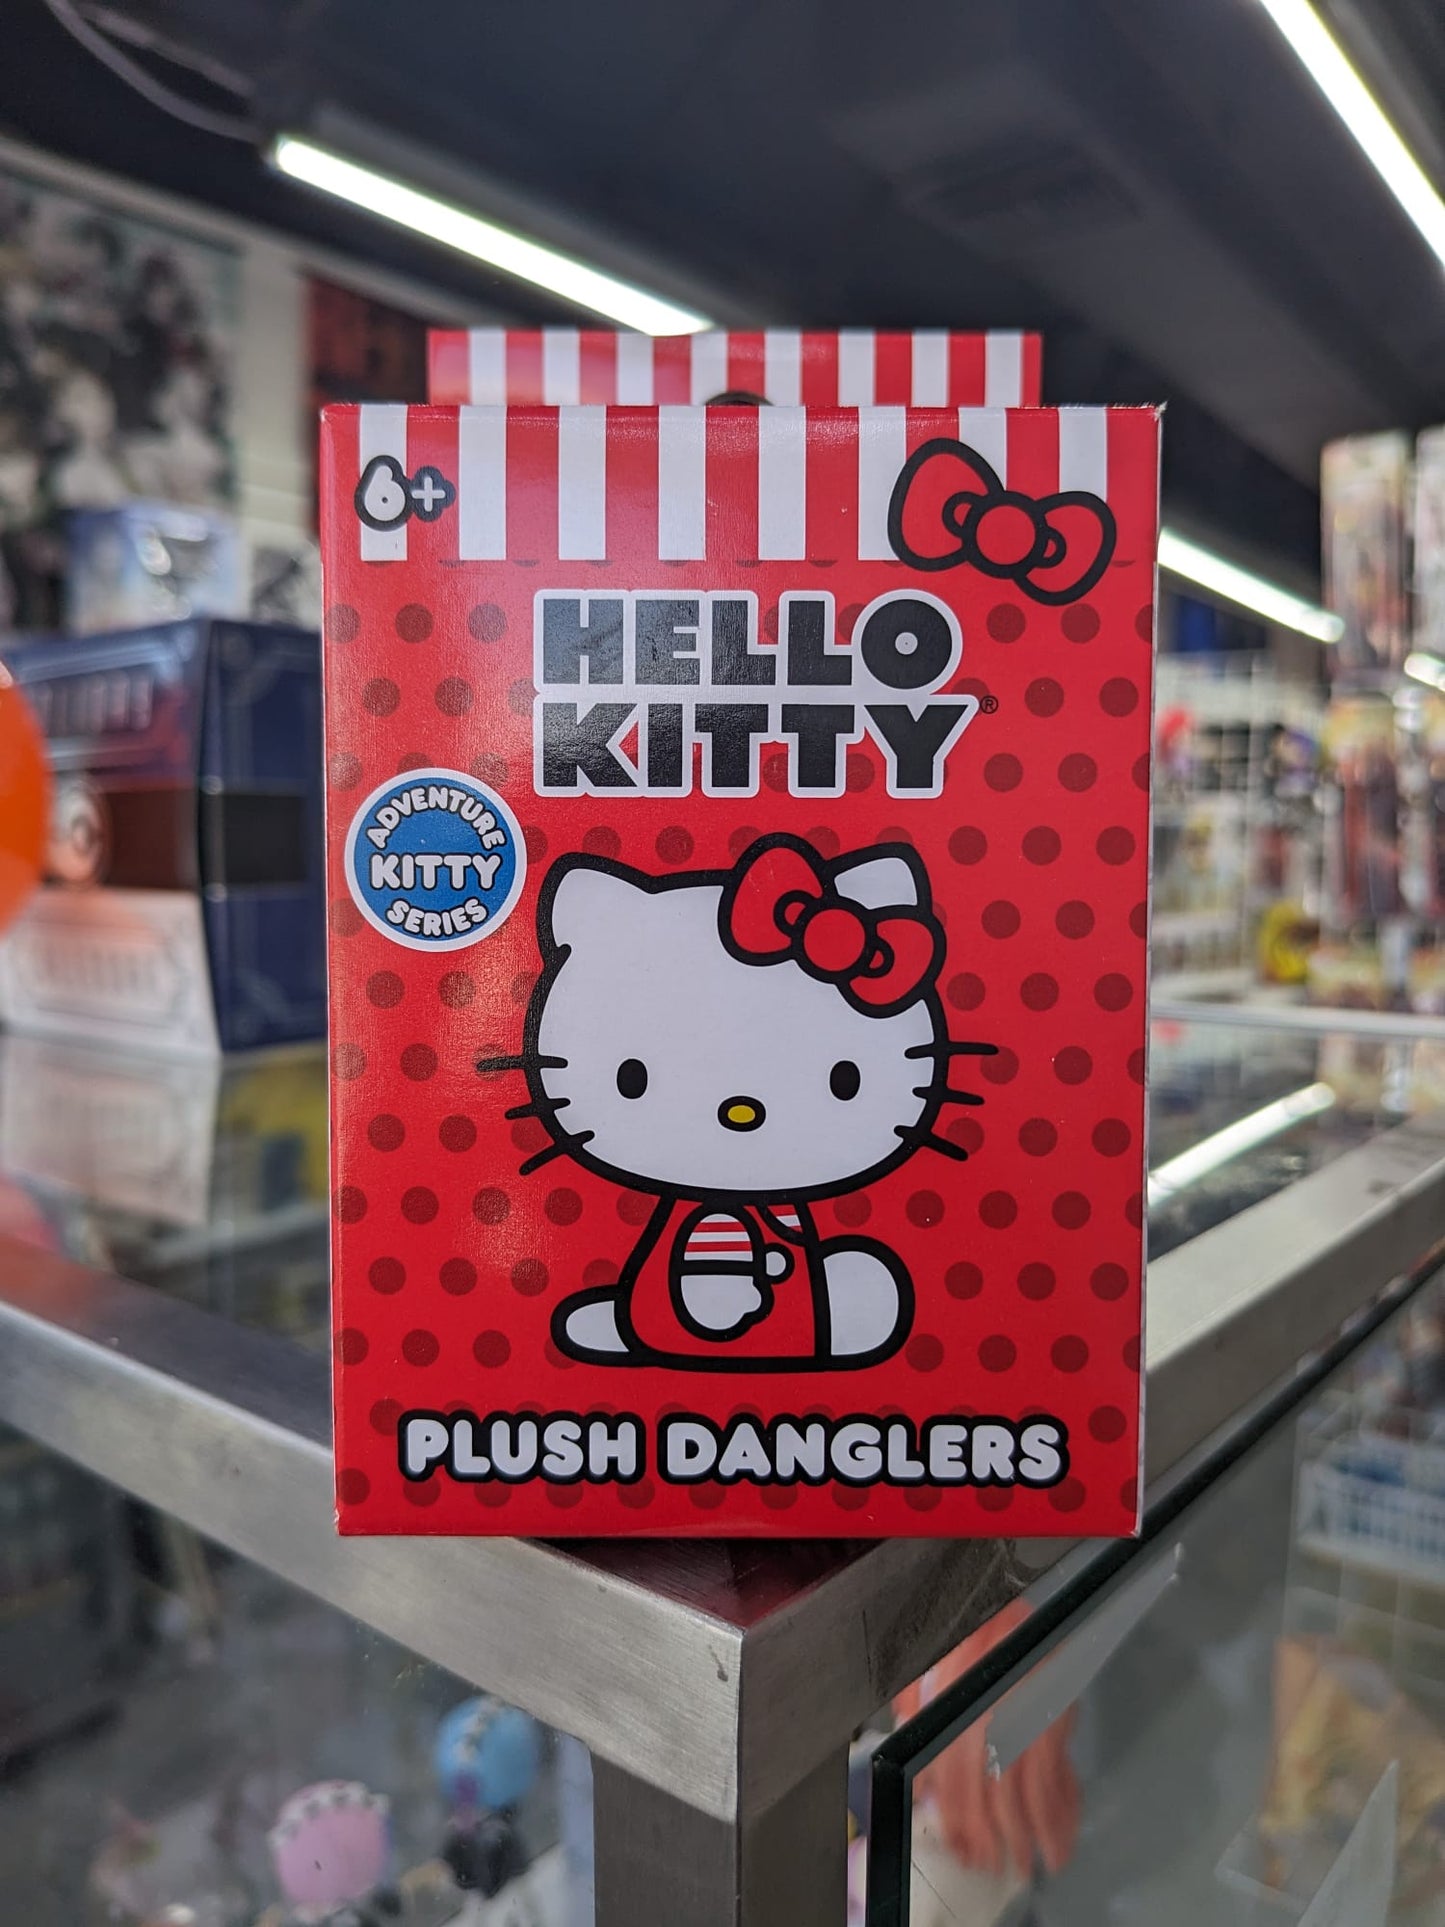 6+
HELLO
KITTY®
ADVENTURE
KITTY
SERIES
PLUSH DANGLERS